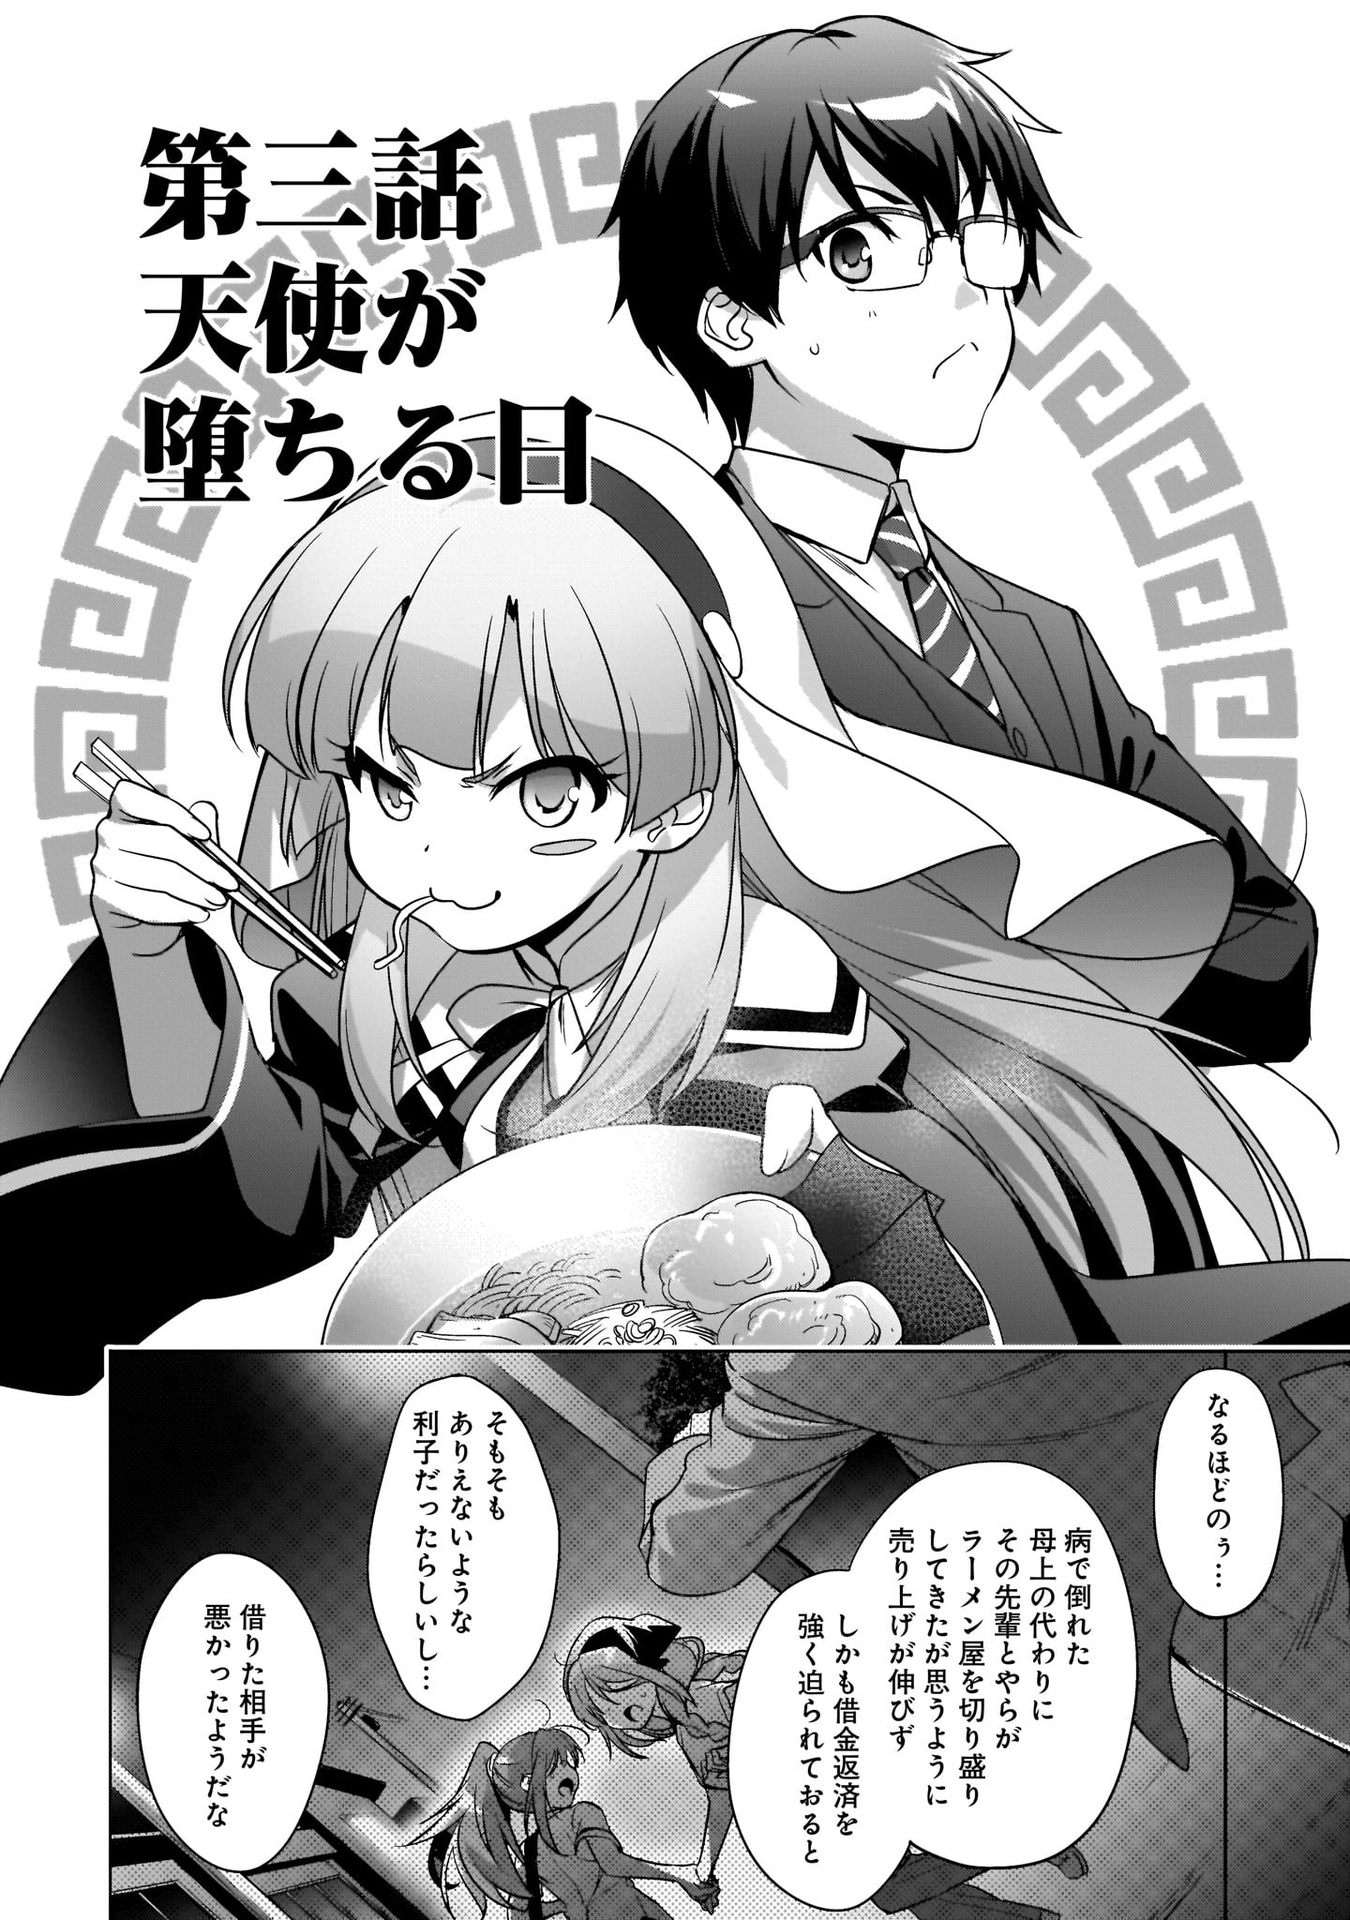 第三話
天使が
堕ちる日
なるほどのぅ…
病で倒れた
母上の代わりに
その先輩とやらが
ラーメン屋を切り盛り
してきたが思うように
売り上げが伸びず
しかも借金返済を
強く迫られておると
そもそも
ありえないような
利子だったらしいし…
借りた相手が
悪かったようだな